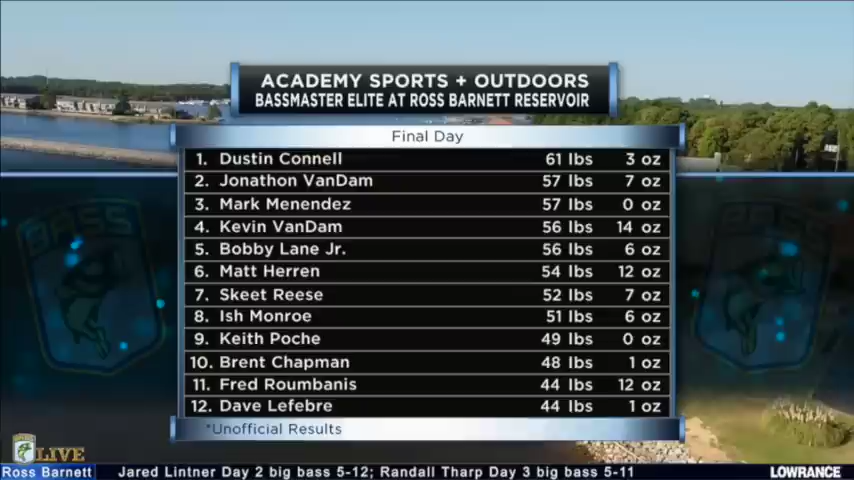 ACADEMY SPORTS + OUTDOORS
BASSMASTER ELITE AT ROSS BARNETT RESERVOIR
Final Day
1. Dustin Connell 61 lbs 3 oz
2. Jonathon VanDam 57 lbs 7 oz
3. Mark Menendez 57 lbs 0 oz
4. Kevin VanDam 56 lbs 14 oz
5. Bobby Lane Jr. 56 lbs 6 oz
6. Matt Herren 54 lbs 12 oz
7. Skeet Reese 52 lbs 7 oz
8. Ish Monroe 51 lbs 6 oz
9. Keith Poche 49 lbs 0 oz
10. Brent Chapman 48 lbs 1 oz
11. Fred Roumbanis 44 lbs 12 oz
12. Dave Lefebre 44 lbs 1 oz
*Unofficial Results
BASS
BASS
BASS LIVE
Ross Barnett Jared Lintner Day 2 big bass 5-12; Randall Tharp Day 3 big bass 5-11 LOWRANCE